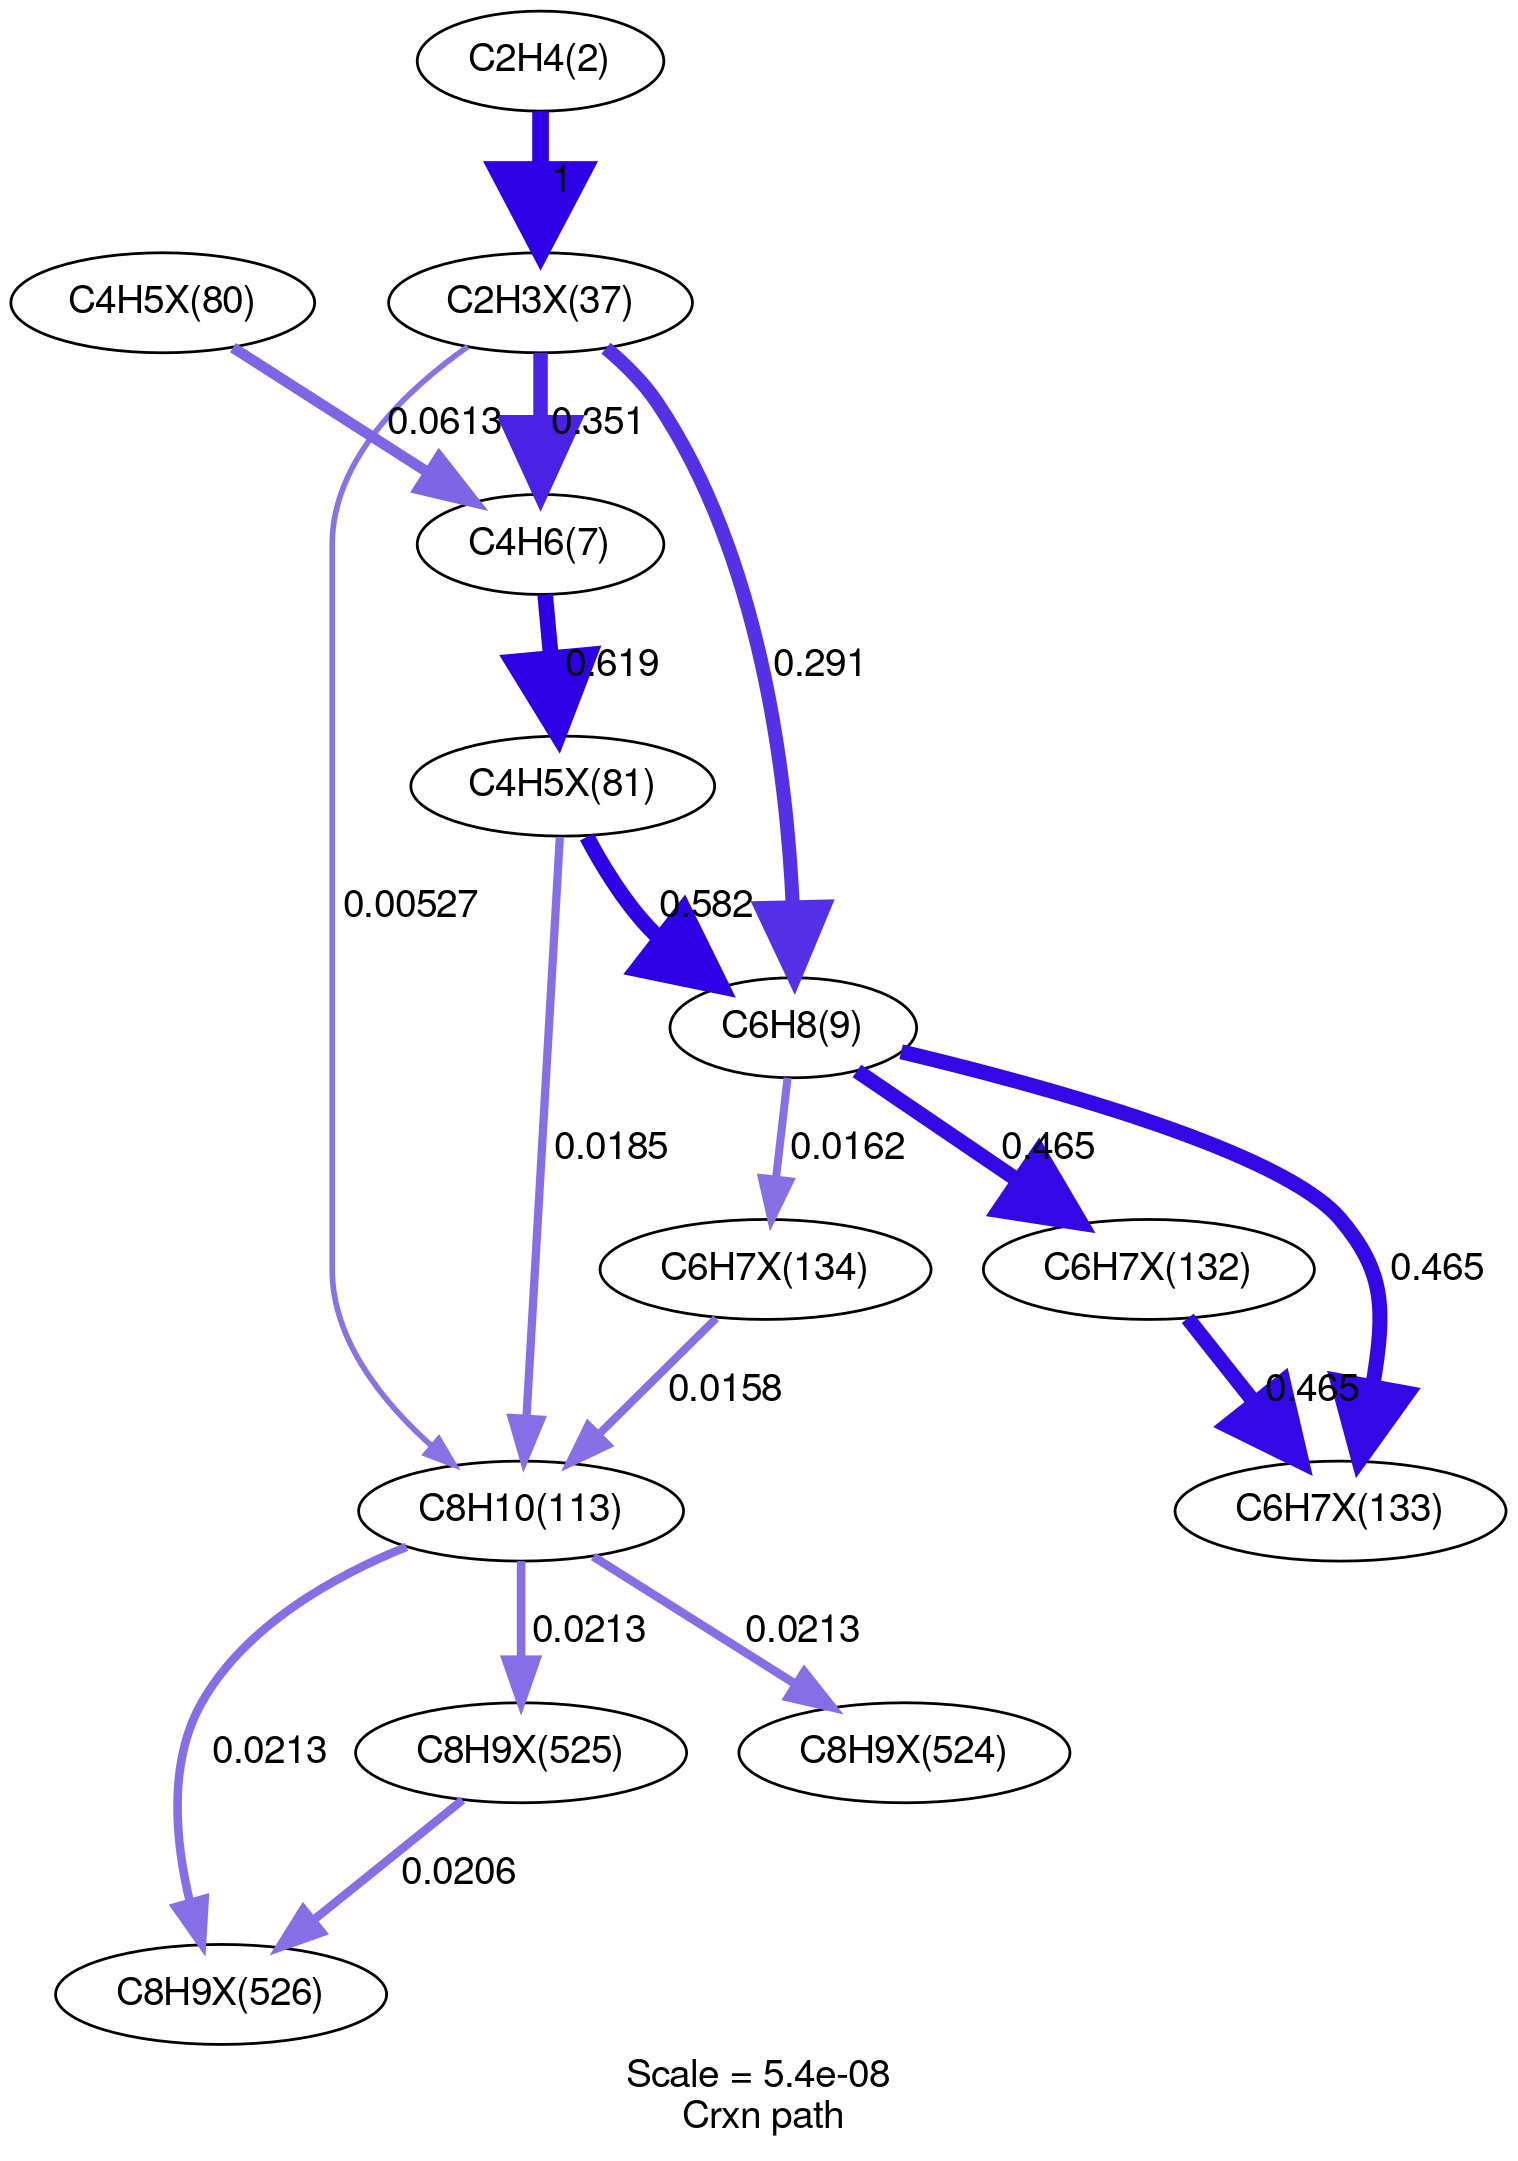 C2H4(2)
1
C4H5X(80)
C2H3X(37)
0.0613
0.351
C4H6(7)
0.619
0.291
C4H5X(81)
0.00527
0.582
C6H8(9)
0.0185
0.0162
0.465
C6H7X(134)
C6H7X(132)
0.465
0.0158
0.465
C8H10(113)
C6H7X(133)
0.0213
0.0213
0.0213
C8H9X(525)
C8H9X(524)
0.0206
C8H9X(526)
Scale = 5.4e-08
Crxn path